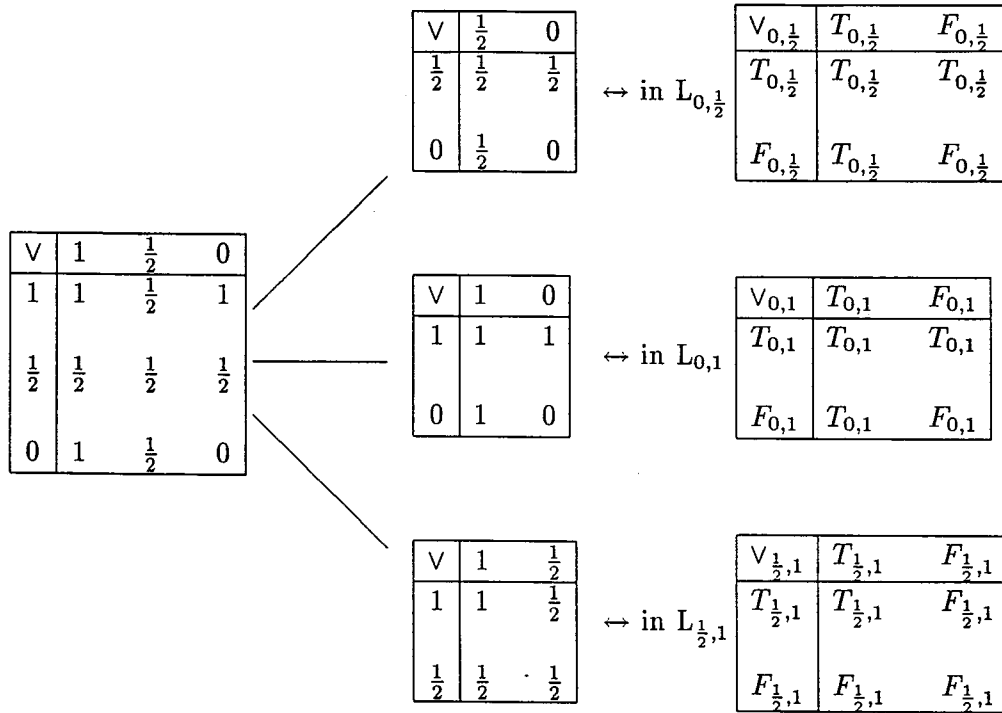 ∨ 1 ½ 0
1 1 ½ 1
½ ½ ½ ½
0 1 ½ 0
∨ ½ 0
½ ½ ½
0 ½ 0
↔ in L_{0,½}
∨_{0,½} T_{0,½} F_{0,½}
T_{0,½} T_{0,½} T_{0,½}
F_{0,½} T_{0,½} F_{0,½}
∨ 1 0
1 1 1
0 1 0
↔ in L_{0,1}
∨_{0,1} T_{0,1} F_{0,1}
T_{0,1} T_{0,1} T_{0,1}
F_{0,1} T_{0,1} F_{0,1}
∨ 1 ½
1 1 ½
½ ½ ½
↔ in L_{½,1}
∨_{½,1} T_{½,1} F_{½,1}
T_{½,1} T_{½,1} F_{½,1}
F_{½,1} F_{½,1} F_{½,1}